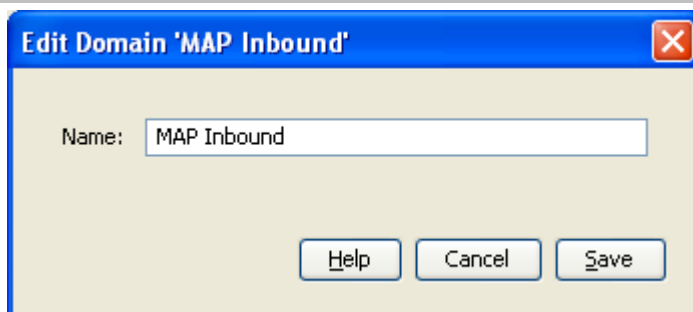 Edit Domain 'MAP Inbound'
Name: MAP Inbound
Help Cancel Save